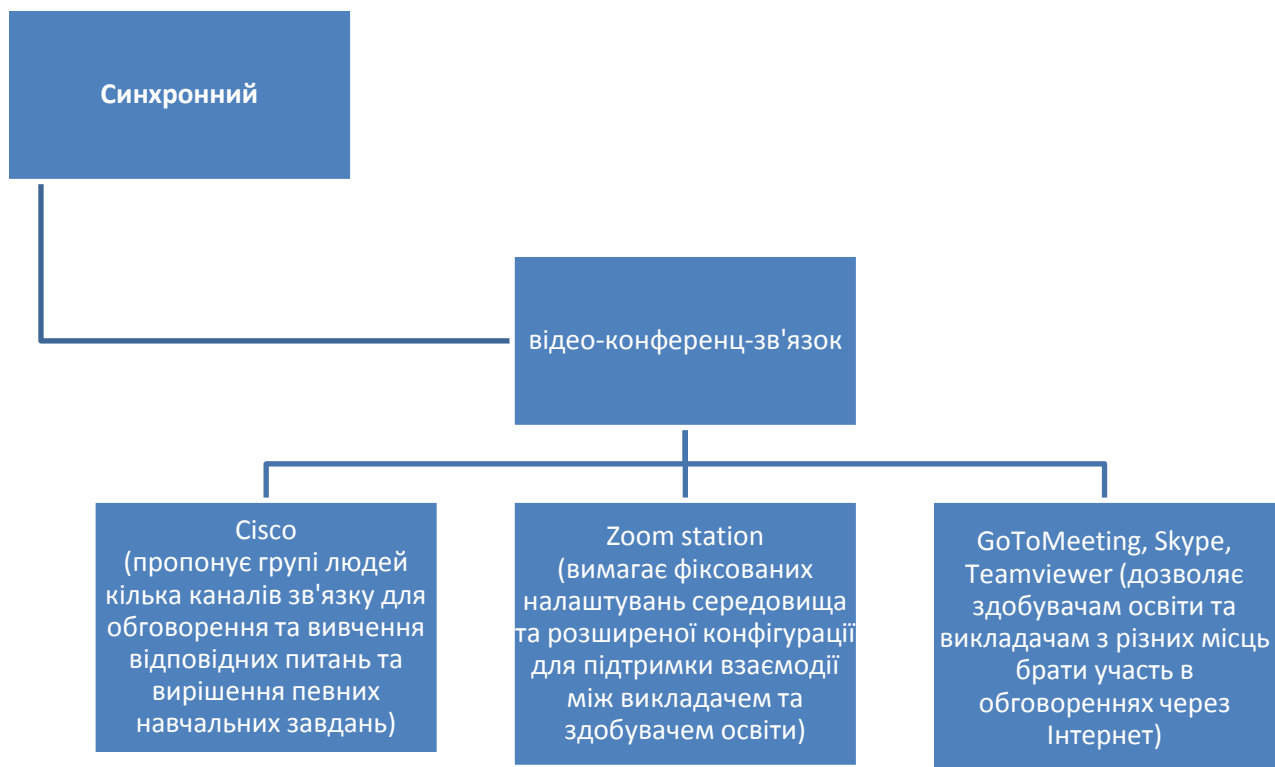 Синхронний
відео-конференц-зв'язок
Cisco
(пропонує групі людей
кілька каналів зв'язку для
обговорення та вивчення
відповідних питань та
вирішення певних
навчальних завдань)
Zoom station
(вимагає фіксованих
налаштувань середовища
та розширеної конфігурації
для підтримки взаємодії
між викладачем та
здобувачем освіти)
GoToMeeting, Skype,
Teamviewer (дозволяє
здобувачам освіти та
викладачам з різних місць
брати участь в
обговореннях через
Інтернет)